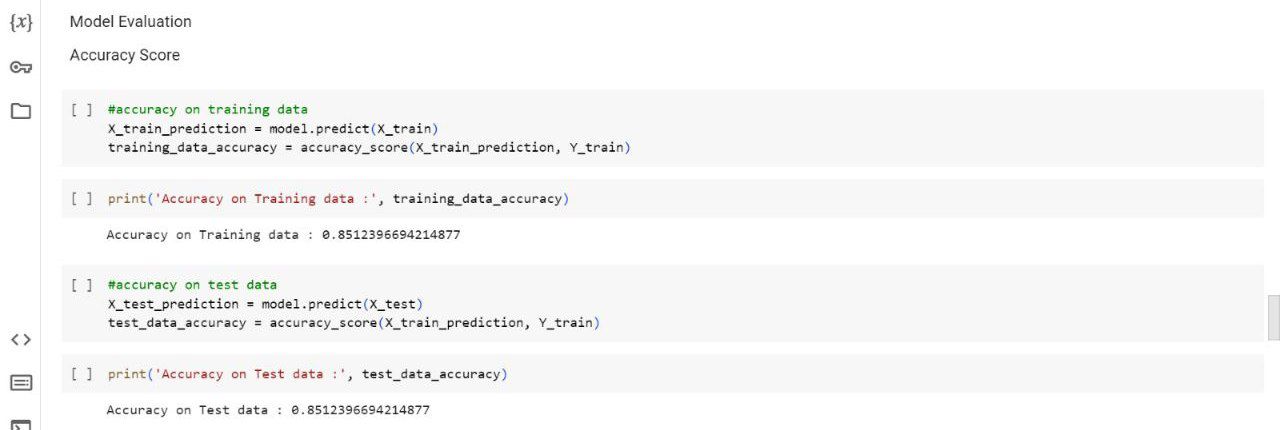 {x}
Model Evaluation
Accuracy Score
[ ] #accuracy on training data
X_train_prediction = model.predict(X_train)
training_data_accuracy = accuracy_score(X_train_prediction, Y_train)
[ ] print('Accuracy on Training data :', training_data_accuracy)
Accuracy on Training data : 0.8512396694214877
[ ] #accuracy on test data
X_test_prediction = model.predict(X_test)
test_data_accuracy = accuracy_score(X_train_prediction, Y_train)
[ ] print('Accuracy on Test data :', test_data_accuracy)
Accuracy on Test data : 0.8512396694214877